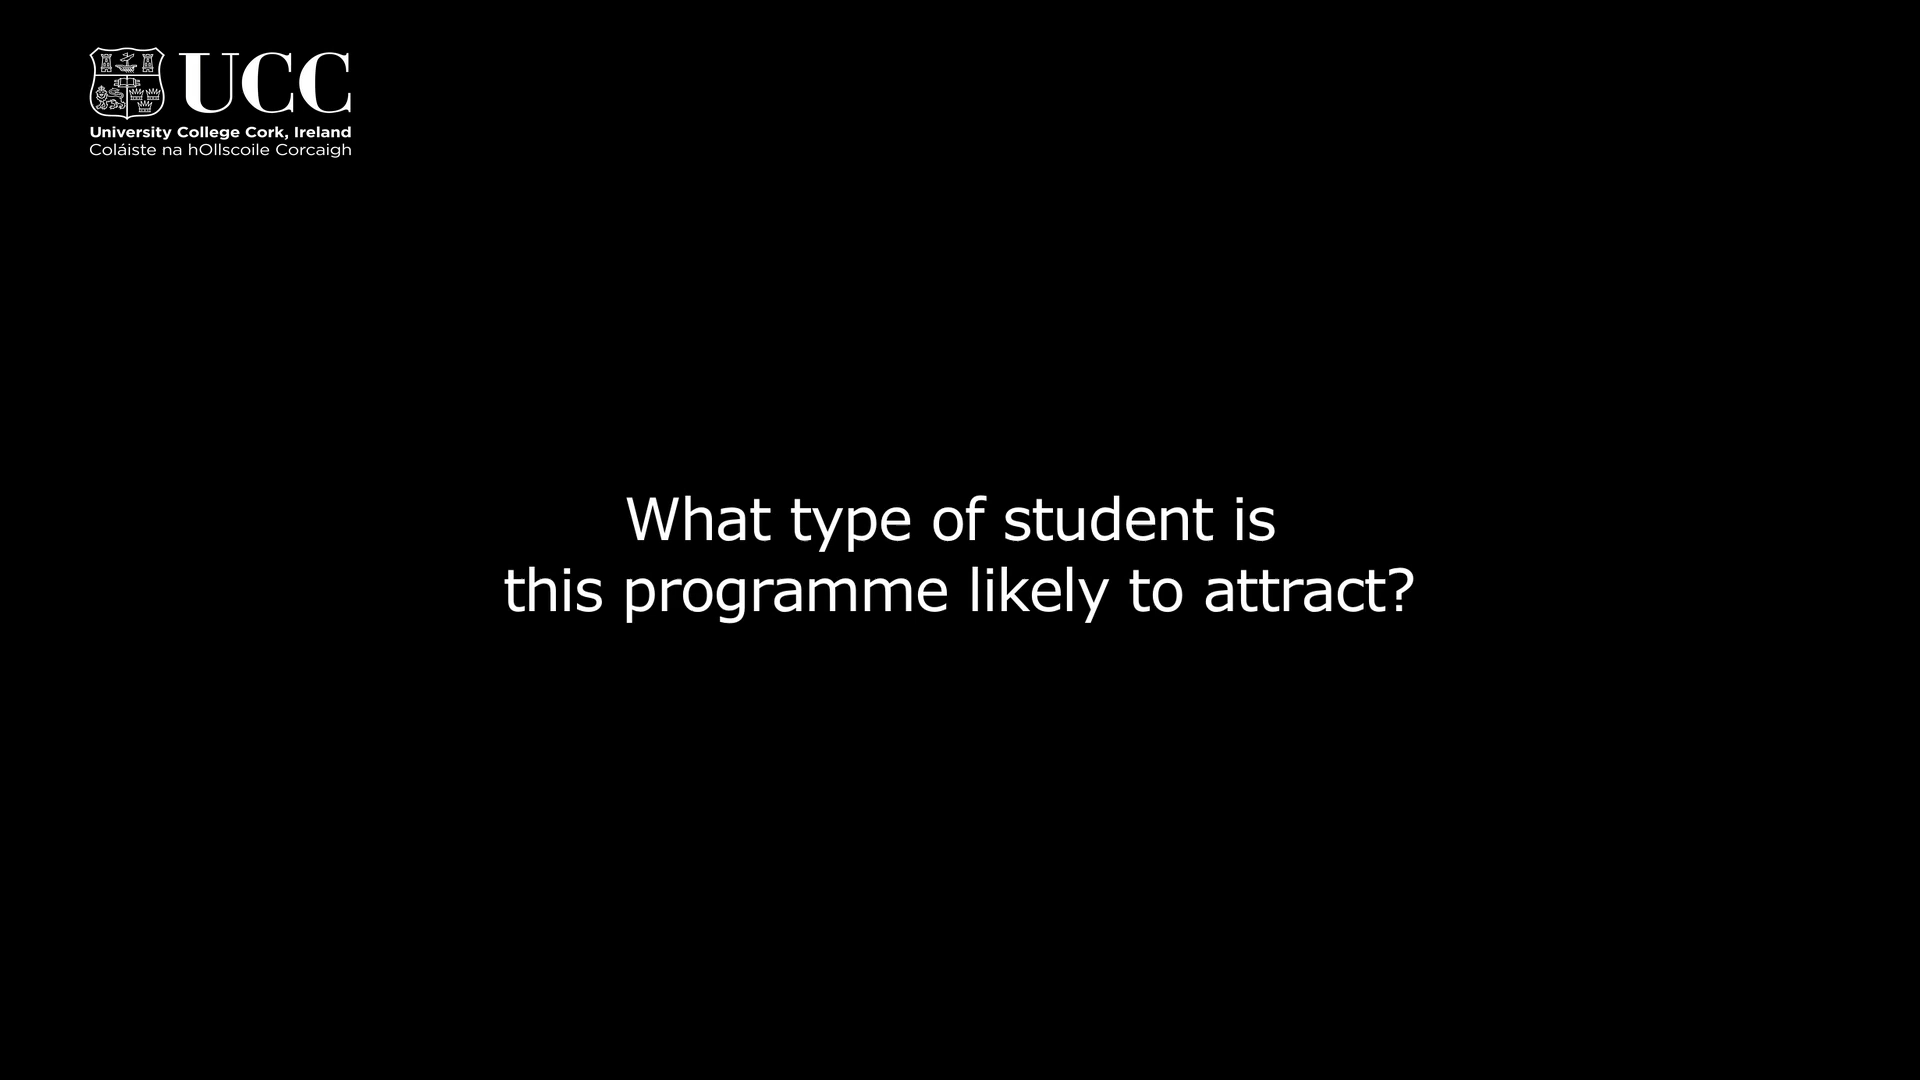 UCC
University College Cork, Ireland
Coláiste na hOllscoile Corcaigh
What type of student is
this programme likely to attract?